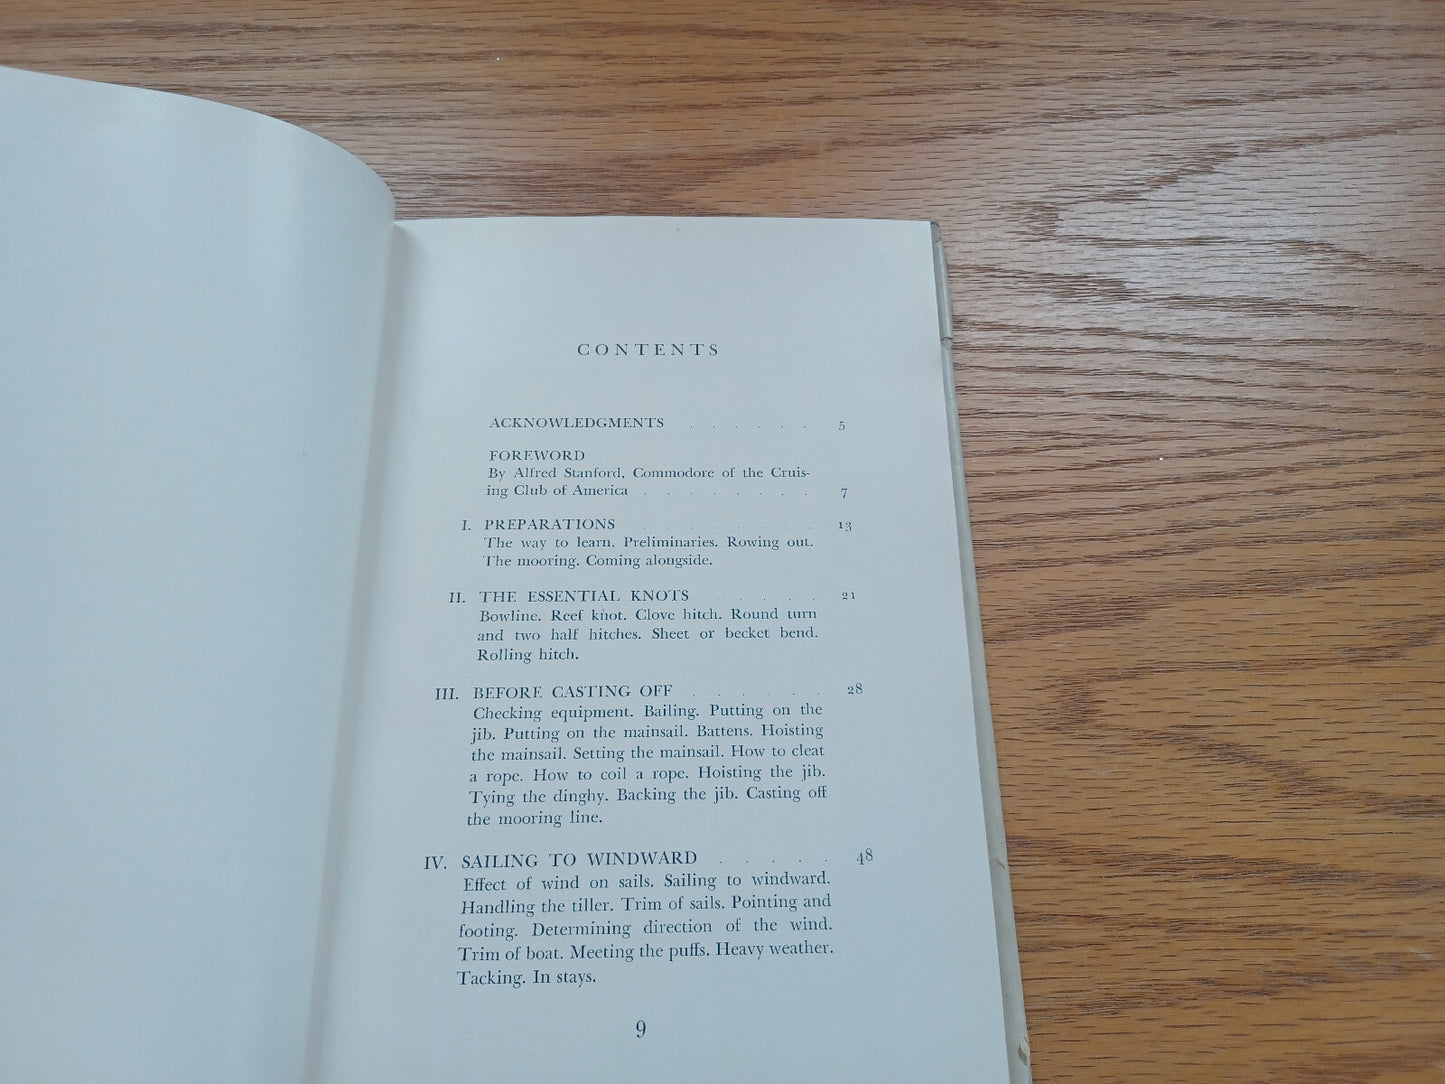 CONTENTS
ACKNOWLEDGMENTS . . . . . . 5
FOREWORD
By Alfred Stanford, Commodore of the Cruis-
ing Club of America . . . . . . . . 7
I. PREPARATIONS . . . . . . . . 13
The way to learn. Preliminaries. Rowing out.
The mooring. Coming alongside.
II. THE ESSENTIAL KNOTS . . . . . 21
Bowline. Reef knot. Clove hitch. Round turn
and two half hitches. Sheet or becket bend.
Rolling hitch.
III. BEFORE CASTING OFF . . . . . . 28
Checking equipment. Bailing. Putting on the
jib. Putting on the mainsail. Battens. Hoisting
the mainsail. Setting the mainsail. How to cleat
a rope. How to coil a rope. Hoisting the jib.
Tying the dinghy. Backing the jib. Casting off
the mooring line.
IV. SAILING TO WINDWARD . . . . . 48
Effect of wind on sails. Sailing to windward.
Handling the tiller. Trim of sails. Pointing and
footing. Determining direction of the wind.
Trim of boat. Meeting the puffs. Heavy weather.
Tacking. In stays.
9